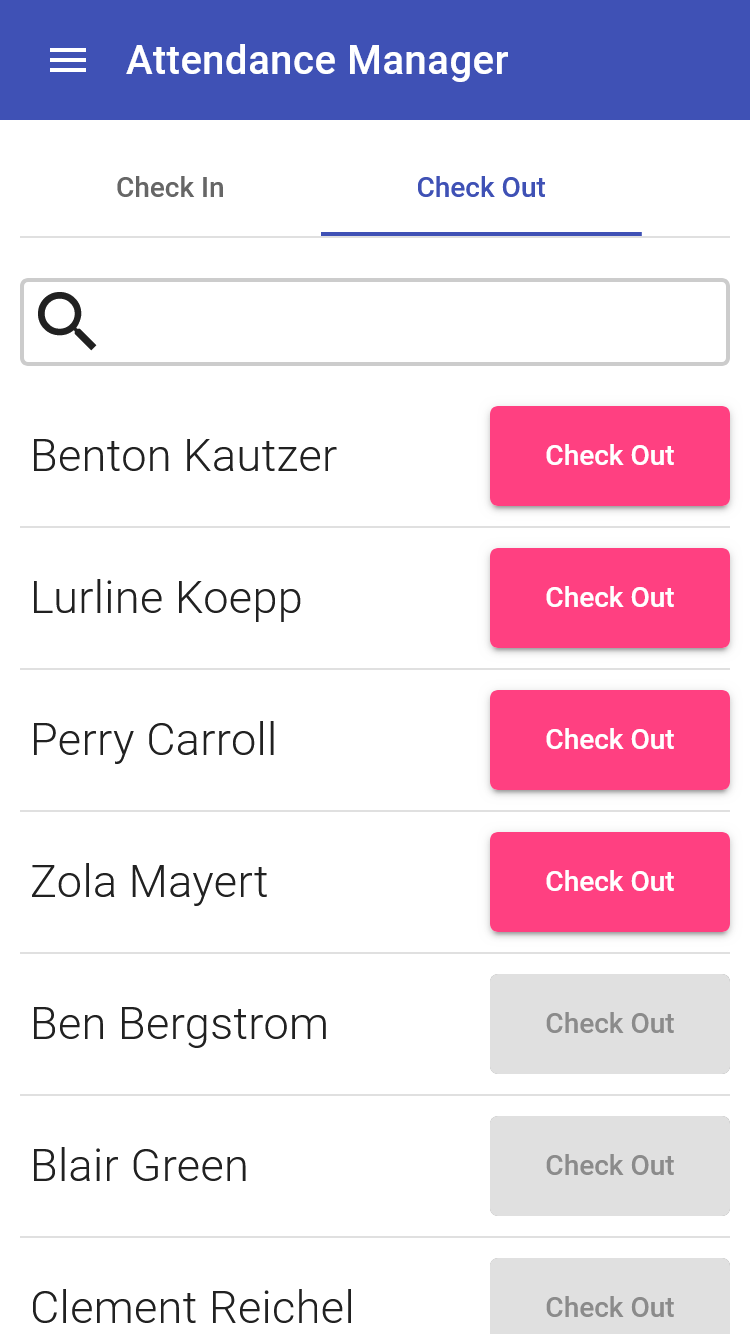 Attendance Manager
Check In Check Out
Benton Kautzer Check Out
Lurline Koepp Check Out
Perry Carroll Check Out
Zola Mayert Check Out
Ben Bergstrom Check Out
Blair Green Check Out
Clement Reichel Check Out